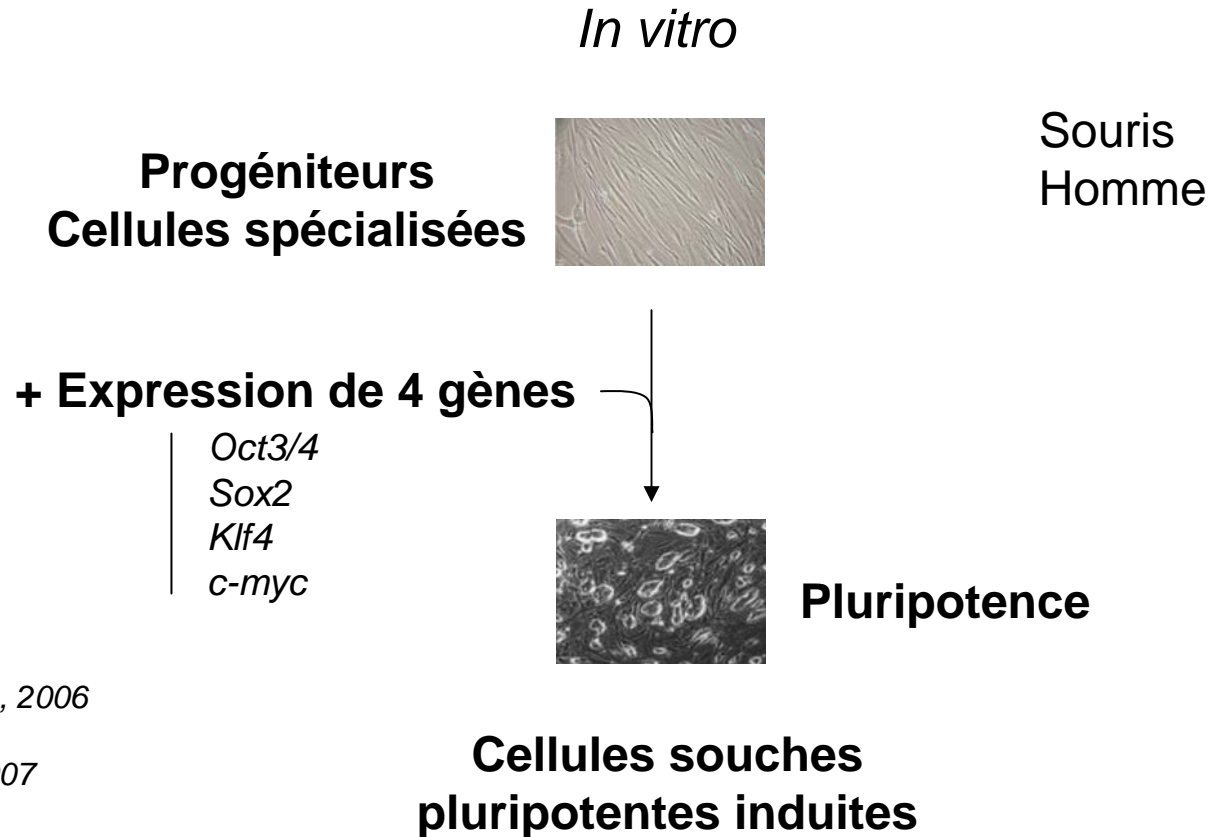 In vitro
Souris
Homme
Progéniteurs
Cellules spécialisées
+ Expression de 4 gènes
Oct3/4
Sox2
Klf4
c-myc
Pluripotence
, 2006
07
Cellules souches
pluripotentes induites